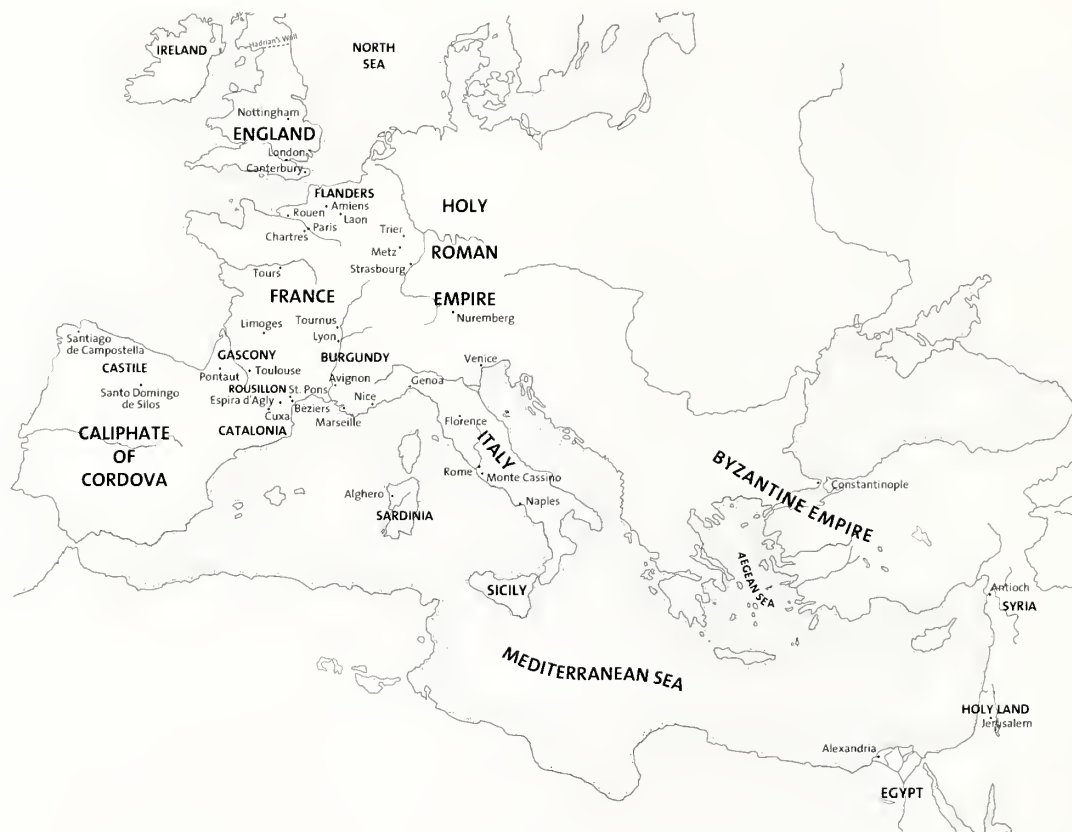 IRELAND
Hadrian's Wall
NORTH
SEA
Nottingham
ENGLAND
London
Canterbury
FLANDERS
Amiens
Rouen
Laon
Paris
Chartres
Trier
Metz
Strasbourg
HOLY
ROMAN
EMPIRE
Nuremberg
Tours
FRANCE
Limoges
Tournus
Lyon
Santiago
de Campostella
CASTILE
Santo Domingo
de Silos
GASCONY
Toulouse
Pontaut
BURGUNDY
Avignon
ROUSILLON
St. Pons
Espira d'Agly
Béziers
Cuxa
Nice
Marseille
CATALONIA
Venice
Genoa
Florence
ITALY
Rome
Monte Cassino
Naples
CALIPHATE
OF
CORDOVA
Alghero
SARDINIA
SICILY
BYZANTINE EMPIRE
Constantinople
AEGEAN SEA
Antioch
SYRIA
MEDITERRANEAN SEA
HOLY LAND
Jerusalem
Alexandria
EGYPT